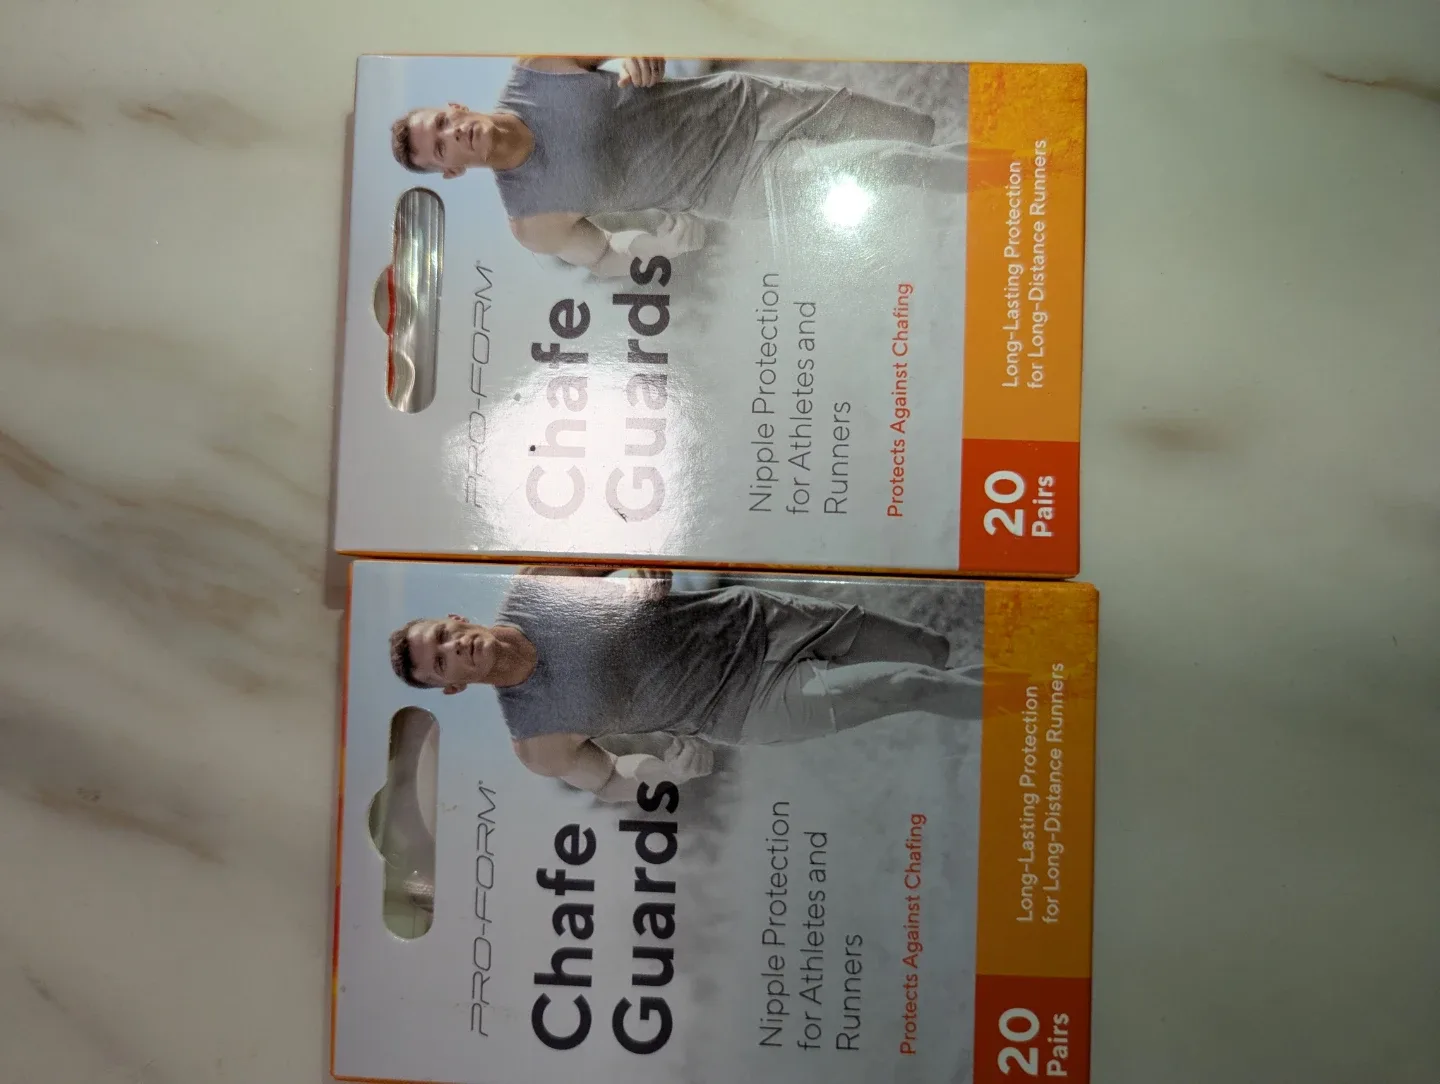 PRO-FORM
Chafe
Guards
Nipple Protection
for Athletes and
Runners
Protects Against Chafing
Long-Lasting Protection
for Long-Distance Runners
20
Pairs
PRO-FORM
Chafe
Guards
Nipple Protection
for Athletes and
Runners
Protects Against Chafing
Long-Lasting Protection
for Long-Distance Runners
20
Pairs